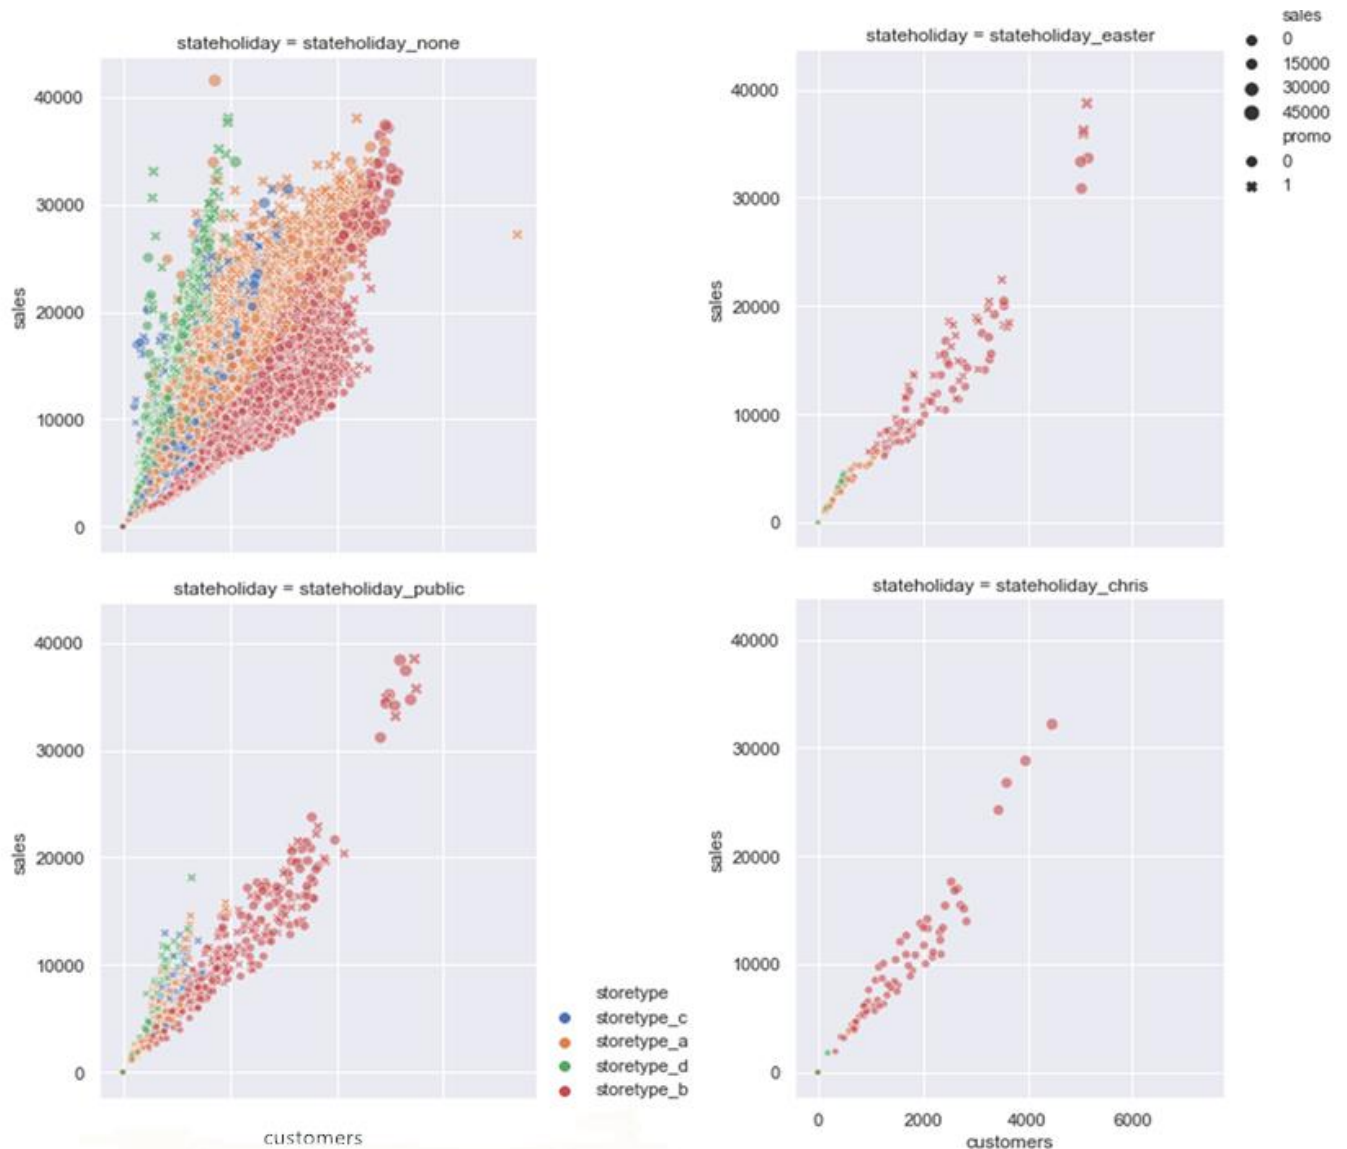 stateholiday = stateholiday_none
40000
30000
20000
10000
0
sales
stateholiday = stateholiday_easter
40000
30000
20000
10000
0
sales
sales
0
15000
30000
45000
promo
0
1
stateholiday = stateholiday_public
40000
30000
20000
10000
0
sales
customers
storetype
storetype_c
storetype_a
storetype_d
storetype_b
stateholiday = stateholiday_chris
40000
30000
20000
10000
0
sales
0 2000 4000 6000
customers